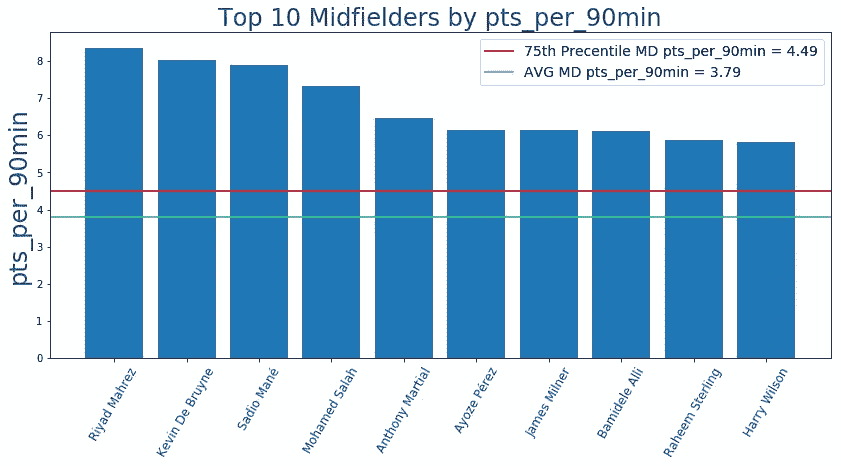 Top 10 Midfielders by pts_per_90min
75th Precentile MD pts_per_90min = 4.49
AVG MD pts_per_90min = 3.79
pts_per_90min
8
7
6
5
4
3
2
1
0
Riyad Mahrez
Kevin De Bruyne
Sadio Mané
Mohamed Salah
Anthony Martial
Ayoze Pérez
James Milner
Bamidele Alli
Raheem Sterling
Harry Wilson